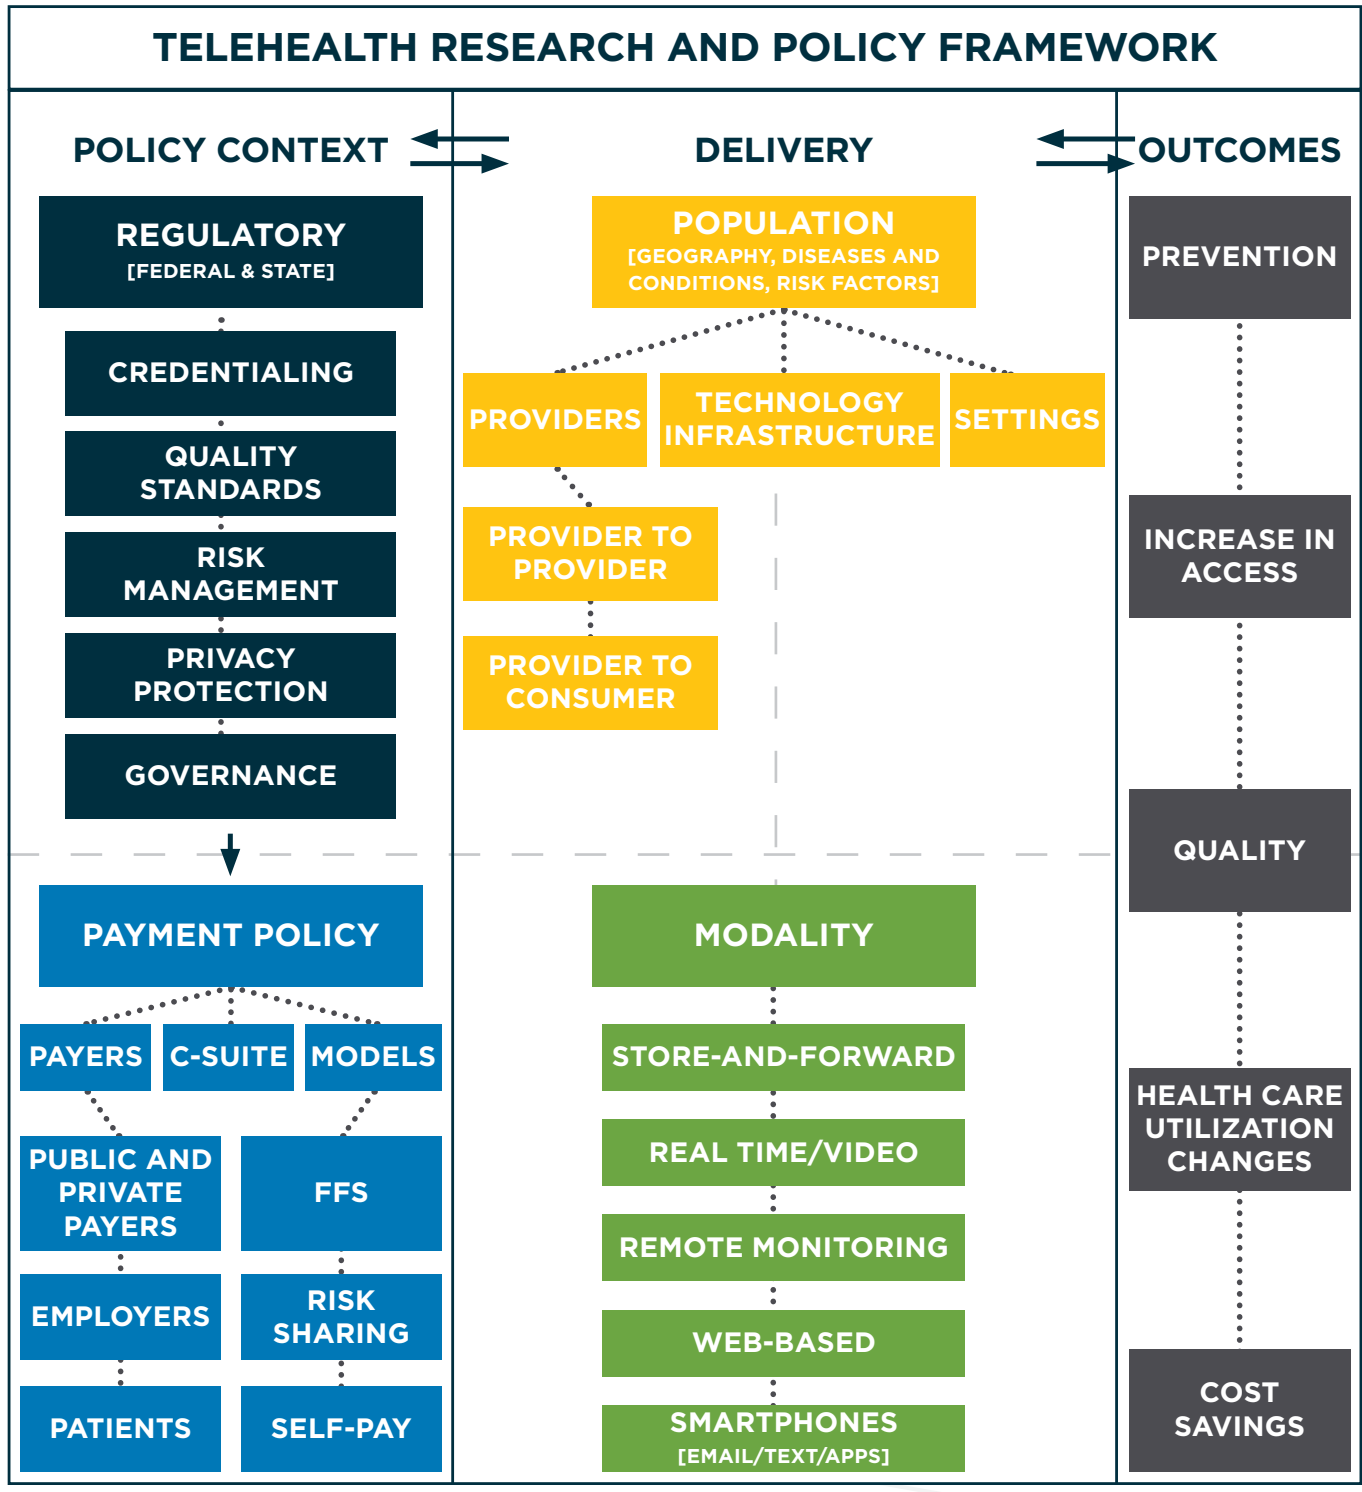 TELEHEALTH RESEARCH AND POLICY FRAMEWORK
POLICY CONTEXT
REGULATORY
[FEDERAL & STATE]
CREDENTIALING
QUALITY
STANDARDS
RISK
MANAGEMENT
PRIVACY
PROTECTION
GOVERNANCE
PAYMENT POLICY
PAYERS
C-SUITE
MODELS
PUBLIC AND
PRIVATE
PAYERS
EMPLOYERS
PATIENTS
FFS
RISK
SHARING
SELF-PAY
DELIVERY
POPULATION
[GEOGRAPHY, DISEASES AND
CONDITIONS, RISK FACTORS]
PROVIDERS
TECHNOLOGY
INFRASTRUCTURE
SETTINGS
PROVIDER TO
PROVIDER
PROVIDER TO
CONSUMER
MODALITY
STORE-AND-FORWARD
REAL TIME/VIDEO
REMOTE MONITORING
WEB-BASED
SMARTPHONES
[EMAIL/TEXT/APPS]
OUTCOMES
PREVENTION
INCREASE IN
ACCESS
QUALITY
HEALTH CARE
UTILIZATION
CHANGES
COST
SAVINGS